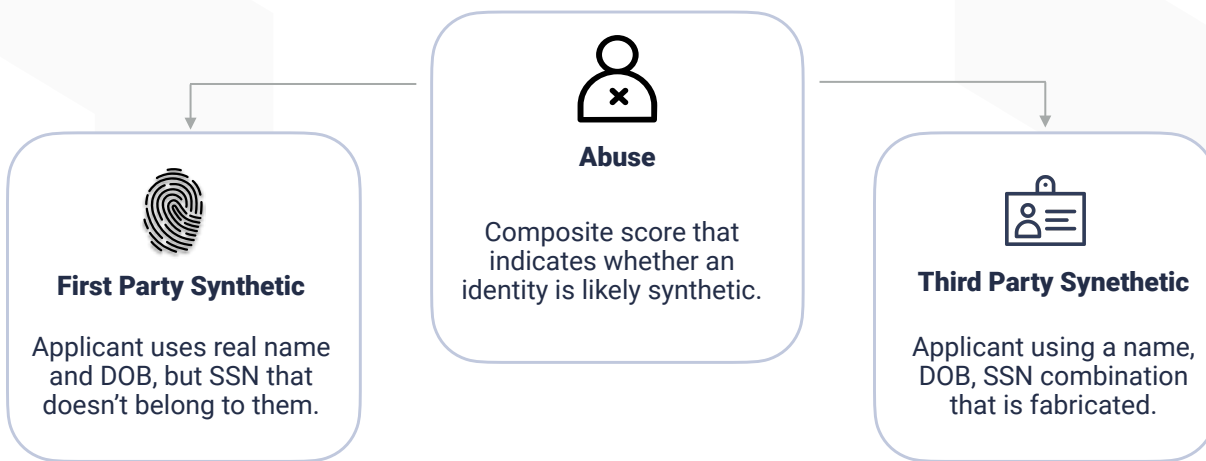 Abuse
Composite score that
indicates whether an
identity is likely synthetic.
First Party Synthetic
Applicant uses real name
and DOB, but SSN that
doesn’t belong to them.
Third Party Synethetic
Applicant using a name,
DOB, SSN combination
that is fabricated.